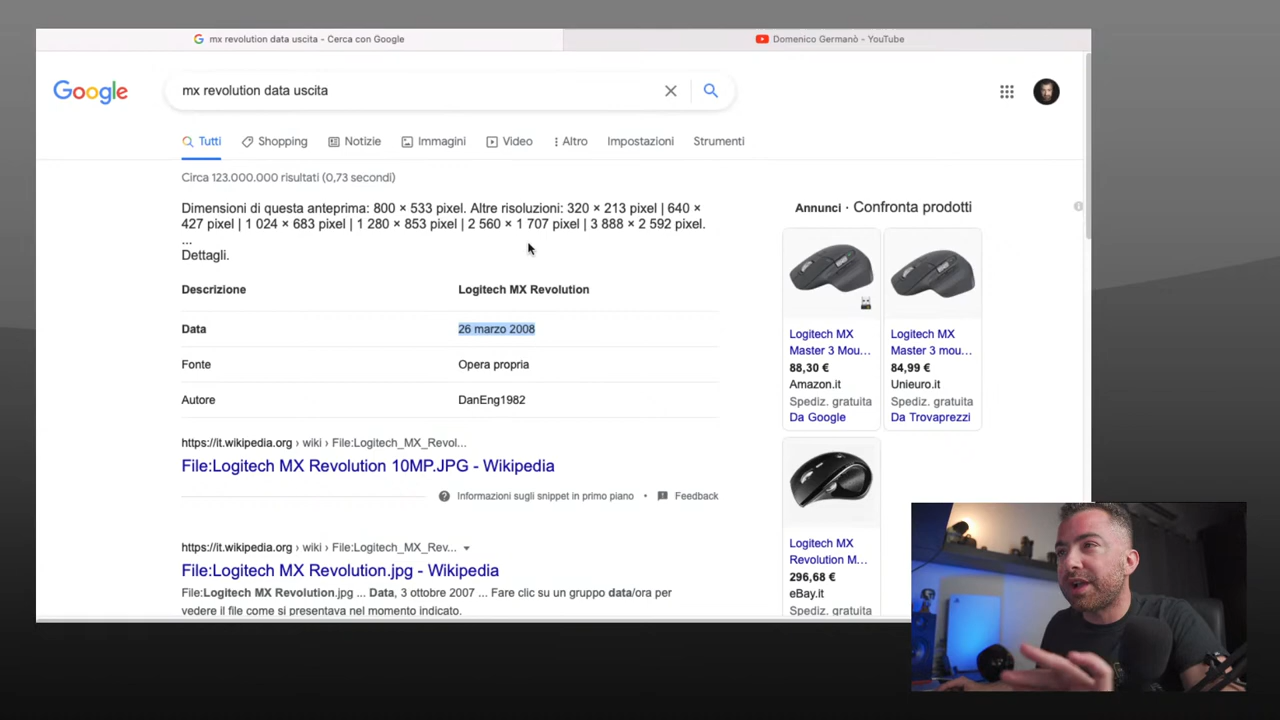 mx revolution data uscita - Cerca con Google
Domenico Germanò - YouTube
Google
mx revolution data uscita
Tutti
Shopping
Notizie
Immagini
Video
Altro
Impostazioni
Strumenti
Circa 123.000.000 risultati (0,73 secondi)
Dimensioni di questa anteprima: 800 × 533 pixel. Altre risoluzioni: 320 × 213 pixel | 640 ×
427 pixel | 1 024 × 683 pixel | 1 280 × 853 pixel | 2 560 × 1 707 pixel | 3 888 × 2 592 pixel.
...
Dettagli.
Descrizione Logitech MX Revolution
Data 26 marzo 2008
Fonte Opera propria
Autore DanEng1982
https://it.wikipedia.org › wiki › File:Logitech_MX_Revol...
File:Logitech MX Revolution 10MP.JPG - Wikipedia
Informazioni sugli snippet in primo piano • Feedback
https://it.wikipedia.org › wiki › File:Logitech_MX_Rev...
File:Logitech MX Revolution.jpg - Wikipedia
File:Logitech MX Revolution.jpg ... Data, 3 ottobre 2007 ... Fare clic su un gruppo data/ora per
vedere il file come si presentava nel momento indicato.
Annunci · Confronta prodotti
Logitech MX
Master 3 Mou...
88,30 €
Amazon.it
Spediz. gratuita
Da Google
Logitech MX
Master 3 mou...
84,99 €
Unieuro.it
Spediz. gratuita
Da Trovaprezzi
Logitech MX
Revolution M...
296,68 €
eBay.it
Spediz. gratuita